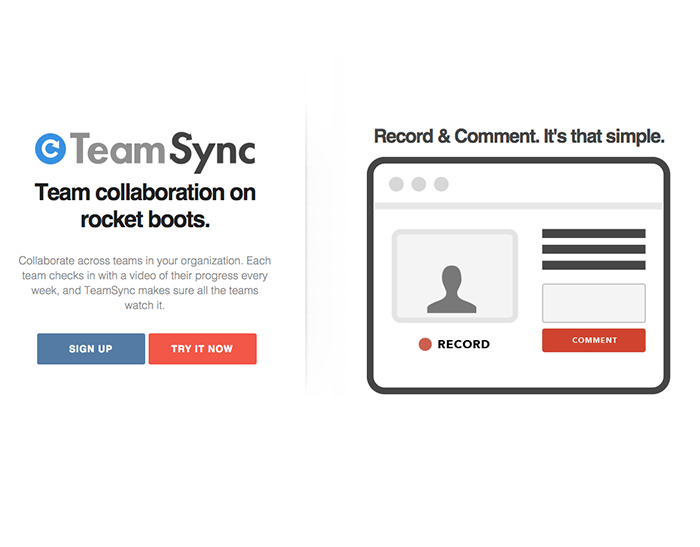 TeamSync
Team collaboration on
rocket boots.
Collaborate across teams in your organization. Each
team checks in with a video of their progress every
week, and TeamSync makes sure all the teams
watch it.
SIGN UP
TRY IT NOW
Record & Comment. It's that simple.
RECORD
COMMENT